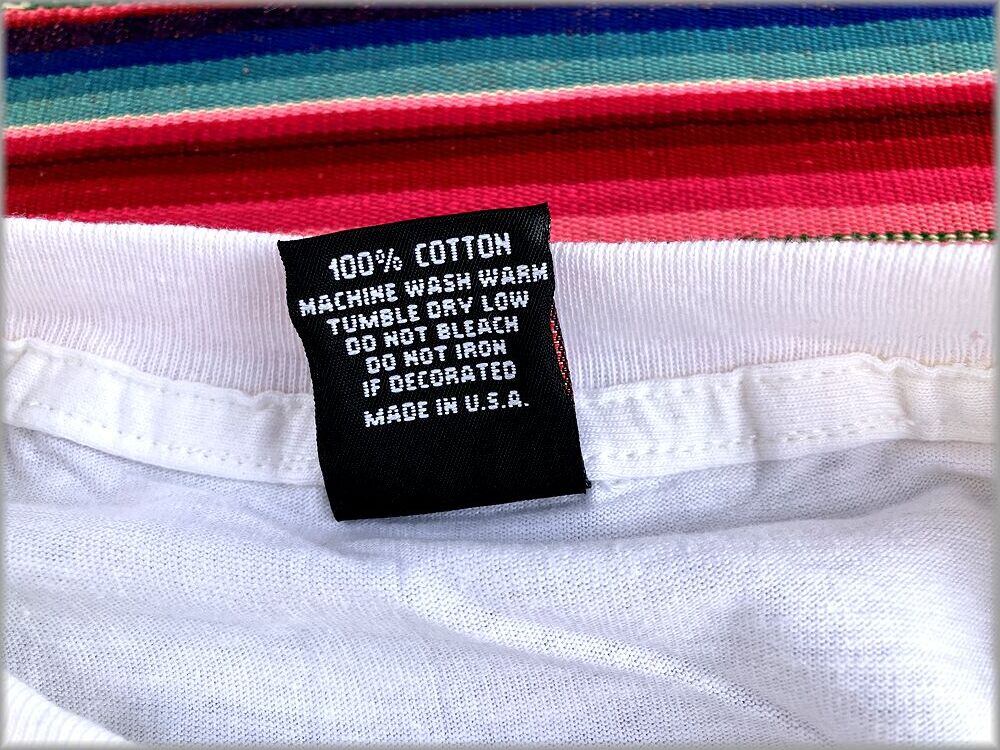 100% COTTON
MACHINE WASH WARM
TUMBLE DRY LOW
DO NOT BLEACH
DO NOT IRON
IF DECORATED
MADE IN U.S.A.